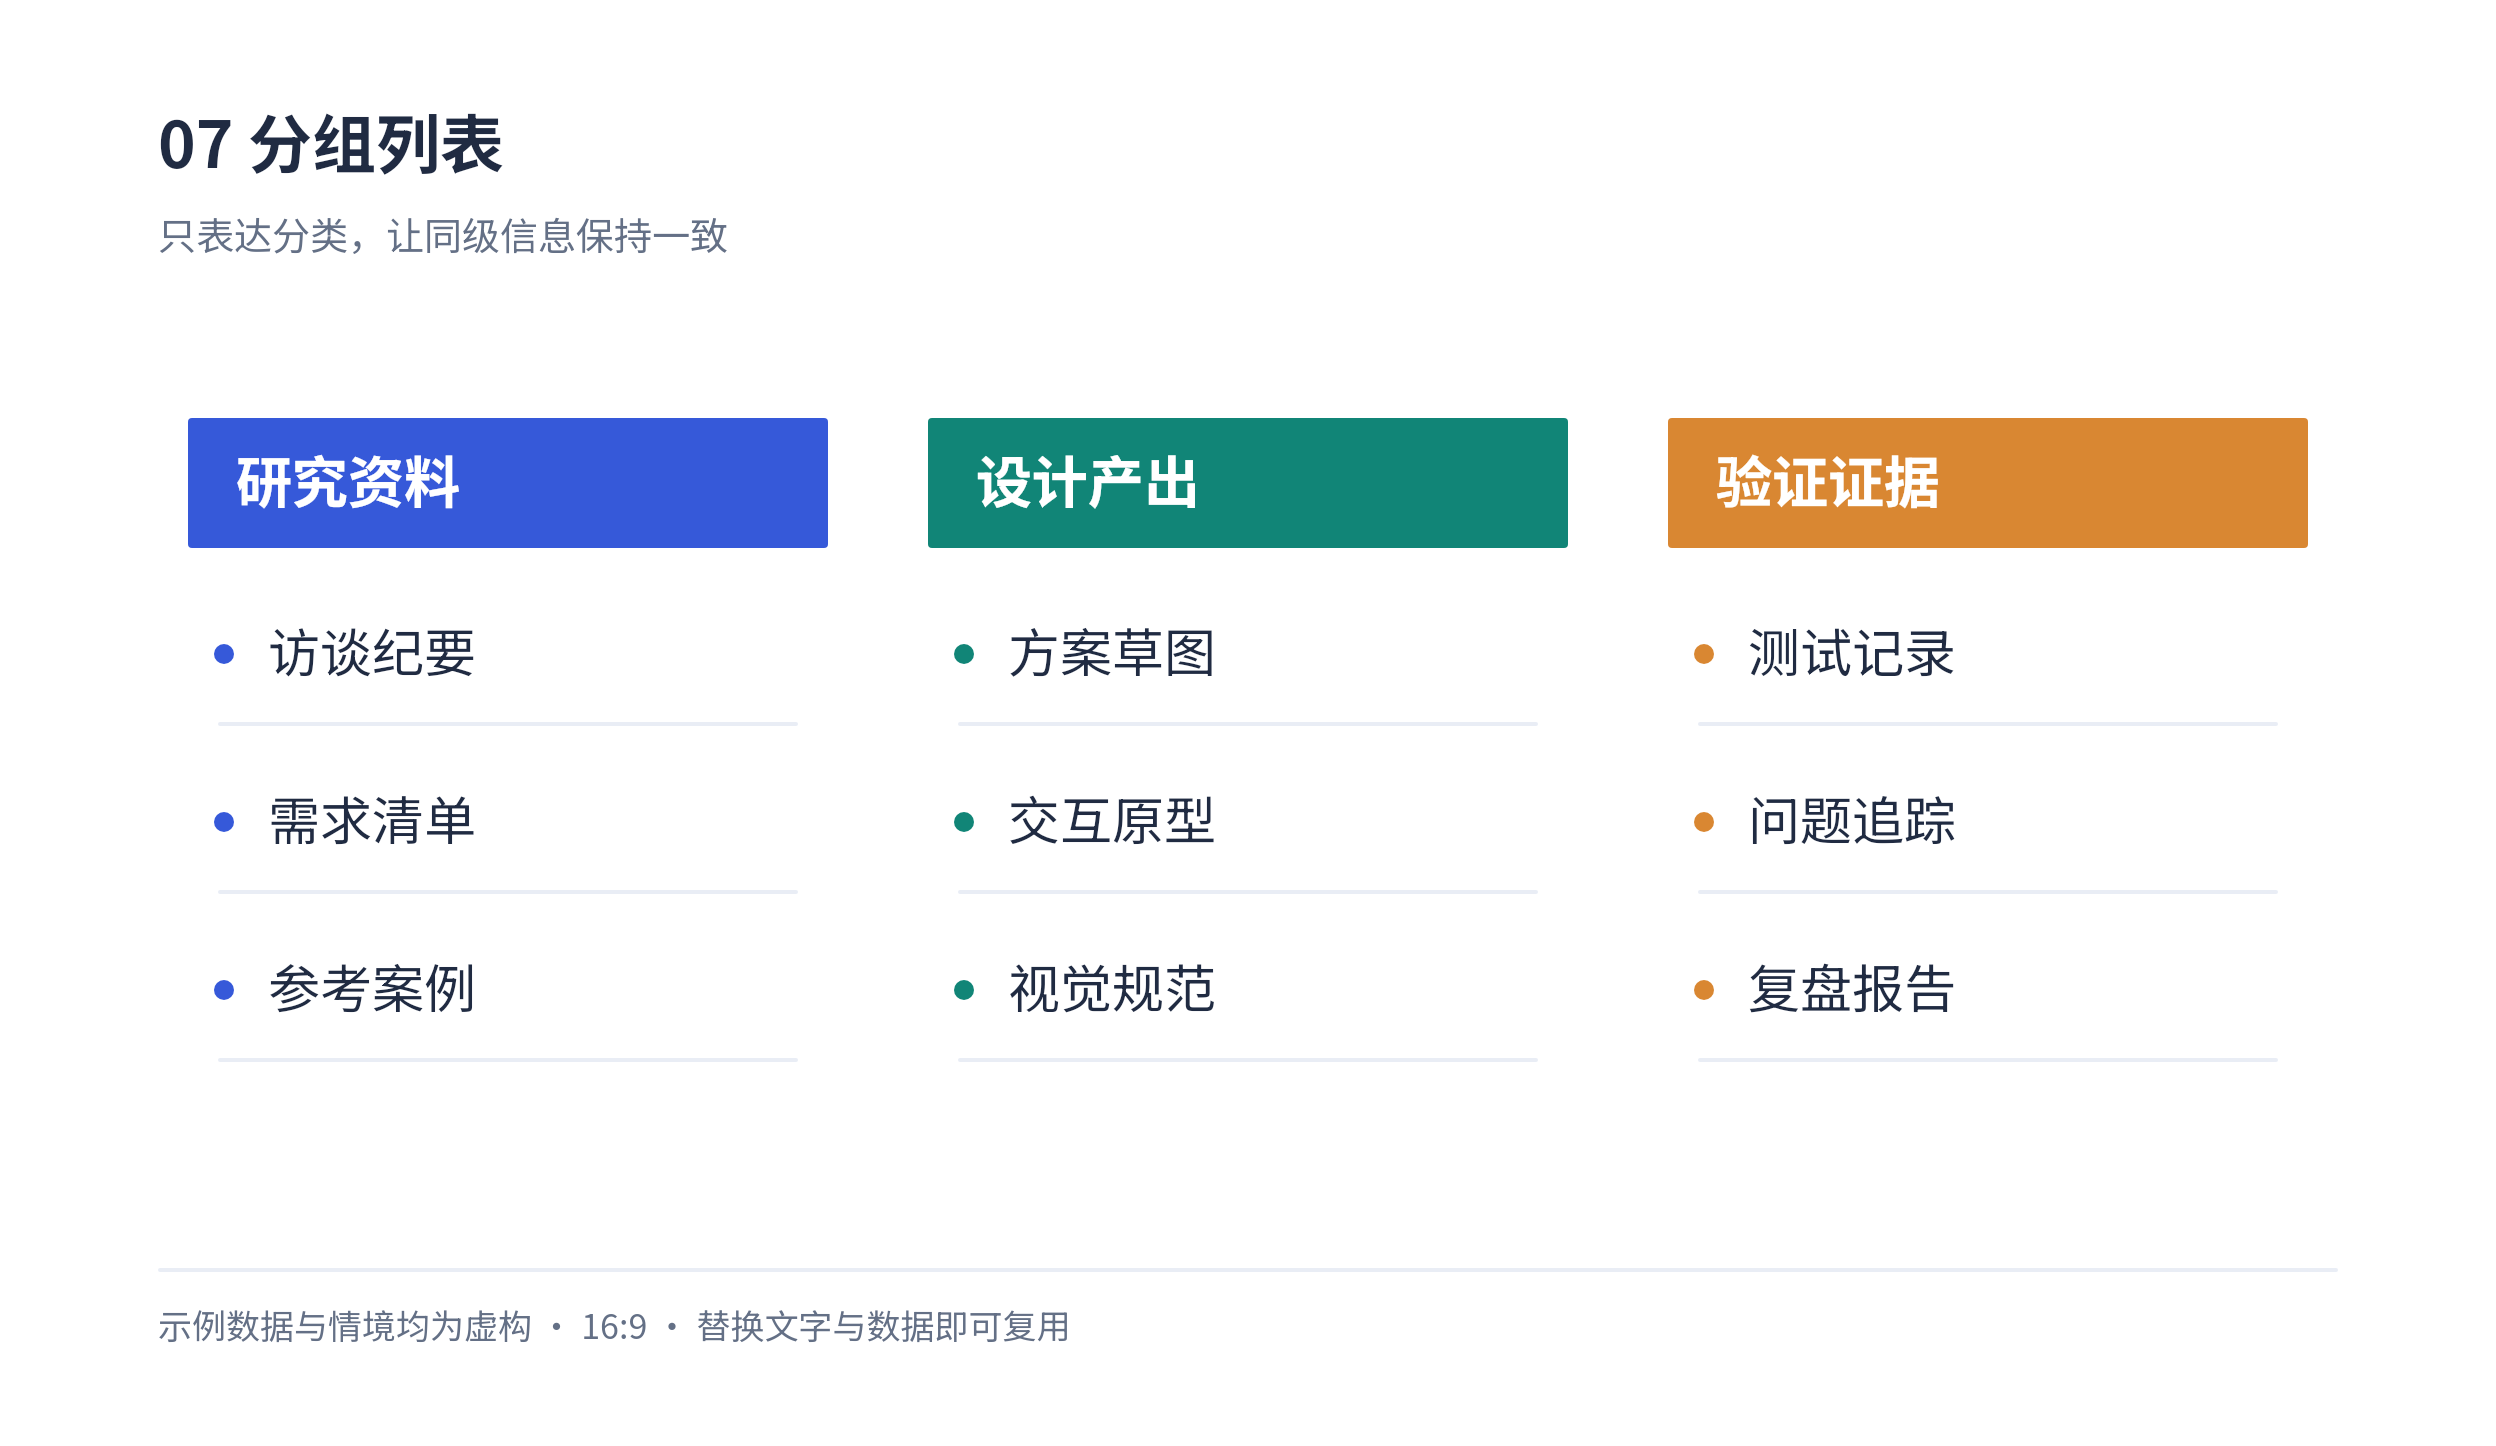 07 分组列表
只表达分类，让同级信息保持一致
研究资料
访谈纪要
需求清单
参考案例
设计产出
方案草图
交互原型
视觉规范
验证证据
测试记录
问题追踪
复盘报告
示例数据与情境均为虚构 · 16:9 · 替换文字与数据即可复用